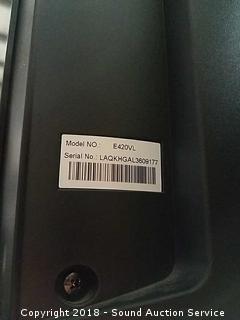 Model NO.: E420VL
Serial No.: LAQKHGAL3609177
Copyright 2018 - Sound Auction Service